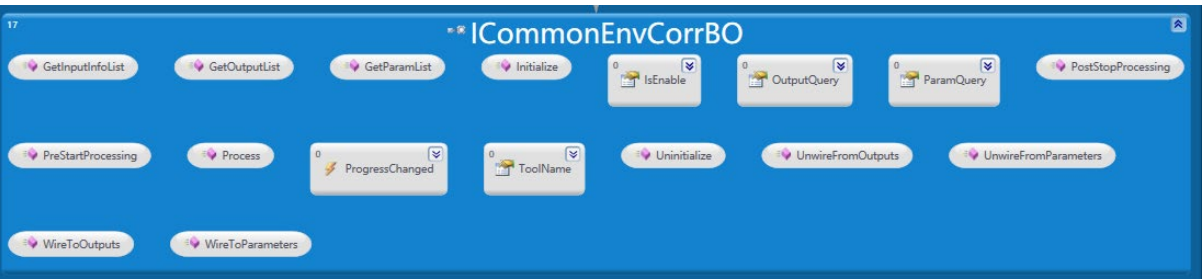 17
ICommonEnvCorrBO
GetInputInfoList
GetOutputList
GetParamList
Initialize
0
IsEnable
0
OutputQuery
0
ParamQuery
PostStopProcessing
PreStartProcessing
Process
0
ProgressChanged
0
ToolName
Uninitialize
UnwireFromOutputs
UnwireFromParameters
WireToOutputs
WireToParameters